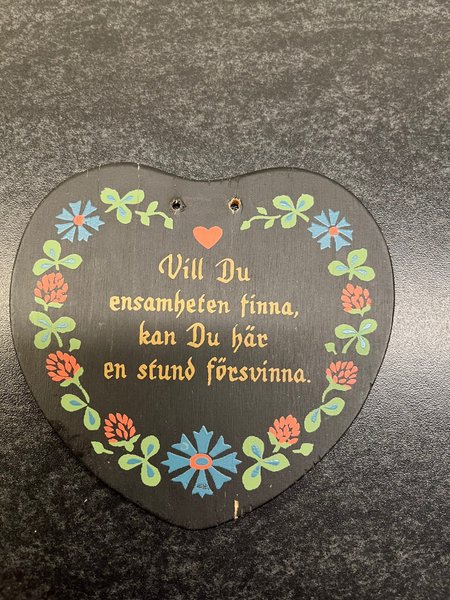 Vill Du
ensamheten finna,
kan Du här
en stund försvinna.